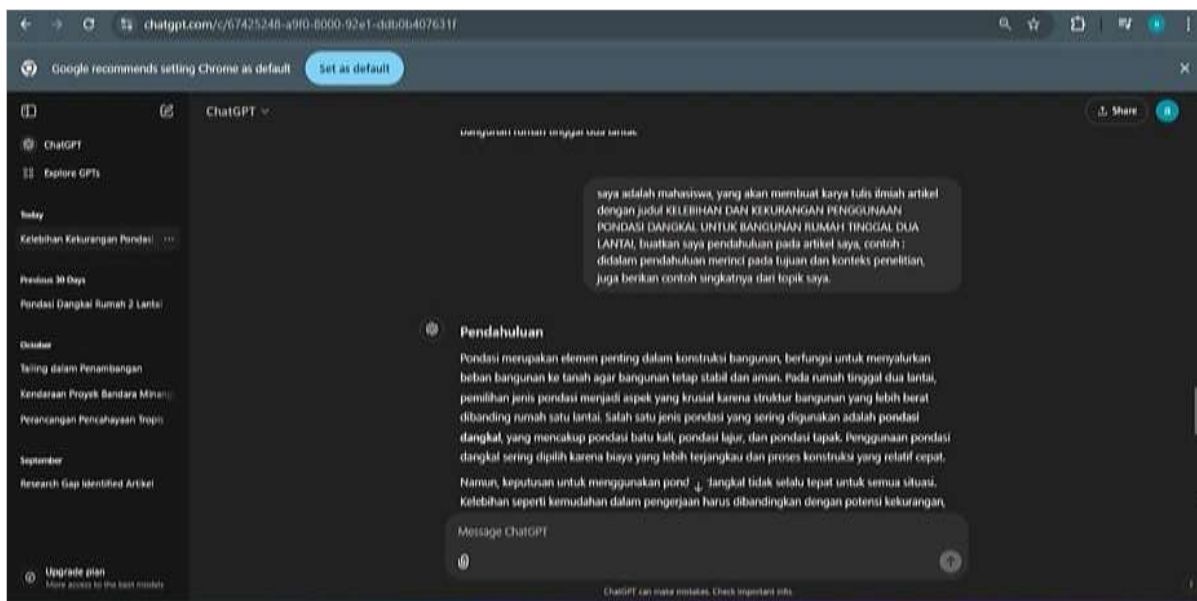 chatgpt.com/c/67425248-a9f0-8000-92e1-ddb0b407631f
Google recommends setting Chrome as default
Set as default
ChatGPT
Share
ChatGPT
Explore GPTs
Today
Kelebihan Kekurangan Pondasi
Previous 30 Days
Pondasi Dangkal Rumah 2 Lantai
October
Tailing dalam Penambangan
Kendaraan Proyek Bandara
Perancangan Pencahayaan Tropis
September
Research Gap Identified Artikel
Upgrade plan
More access to the best models
bangunan rumah tinggal dua lantai.
saya adalah mahasiswa, yang akan membuat karya tulis ilmiah artikel
dengan judul KELEBIHAN DAN KEKURANGAN PENGGUNAAN
PONDASI DANGKAL UNTUK BANGUNAN RUMAH TINGGAL DUA
LANTAI, buatkan saya pendahuluan pada artikel saya, contoh :
didalam pendahuluan merinci pada tujuan dan konteks penelitian,
juga berikan contoh singkatnya dari topik saya.
Pendahuluan
Pondasi merupakan elemen penting dalam konstruksi bangunan, berfungsi untuk menyalurkan
beban bangunan ke tanah agar bangunan tetap stabil dan aman. Pada rumah tinggal dua lantai,
pemilihan jenis pondasi menjadi aspek yang krusial karena struktur bangunan yang lebih berat
dibanding rumah satu lantai. Salah satu jenis pondasi yang sering digunakan adalah pondasi
dangkal, yang mencakup pondasi batu kali, pondasi lajur, dan pondasi tapak. Penggunaan pondasi
dangkal sering dipilih karena biaya yang lebih terjangkau dan proses konstruksi yang relatif cepat.
Namun, keputusan untuk menggunakan pond dangkal tidak selalu tepat untuk semua situasi.
Kelebihan seperti kemudahan dalam pengerjaan harus dibandingkan dengan potensi kekurangan,
Message ChatGPT
ChatGPT can make mistakes. Check important info.